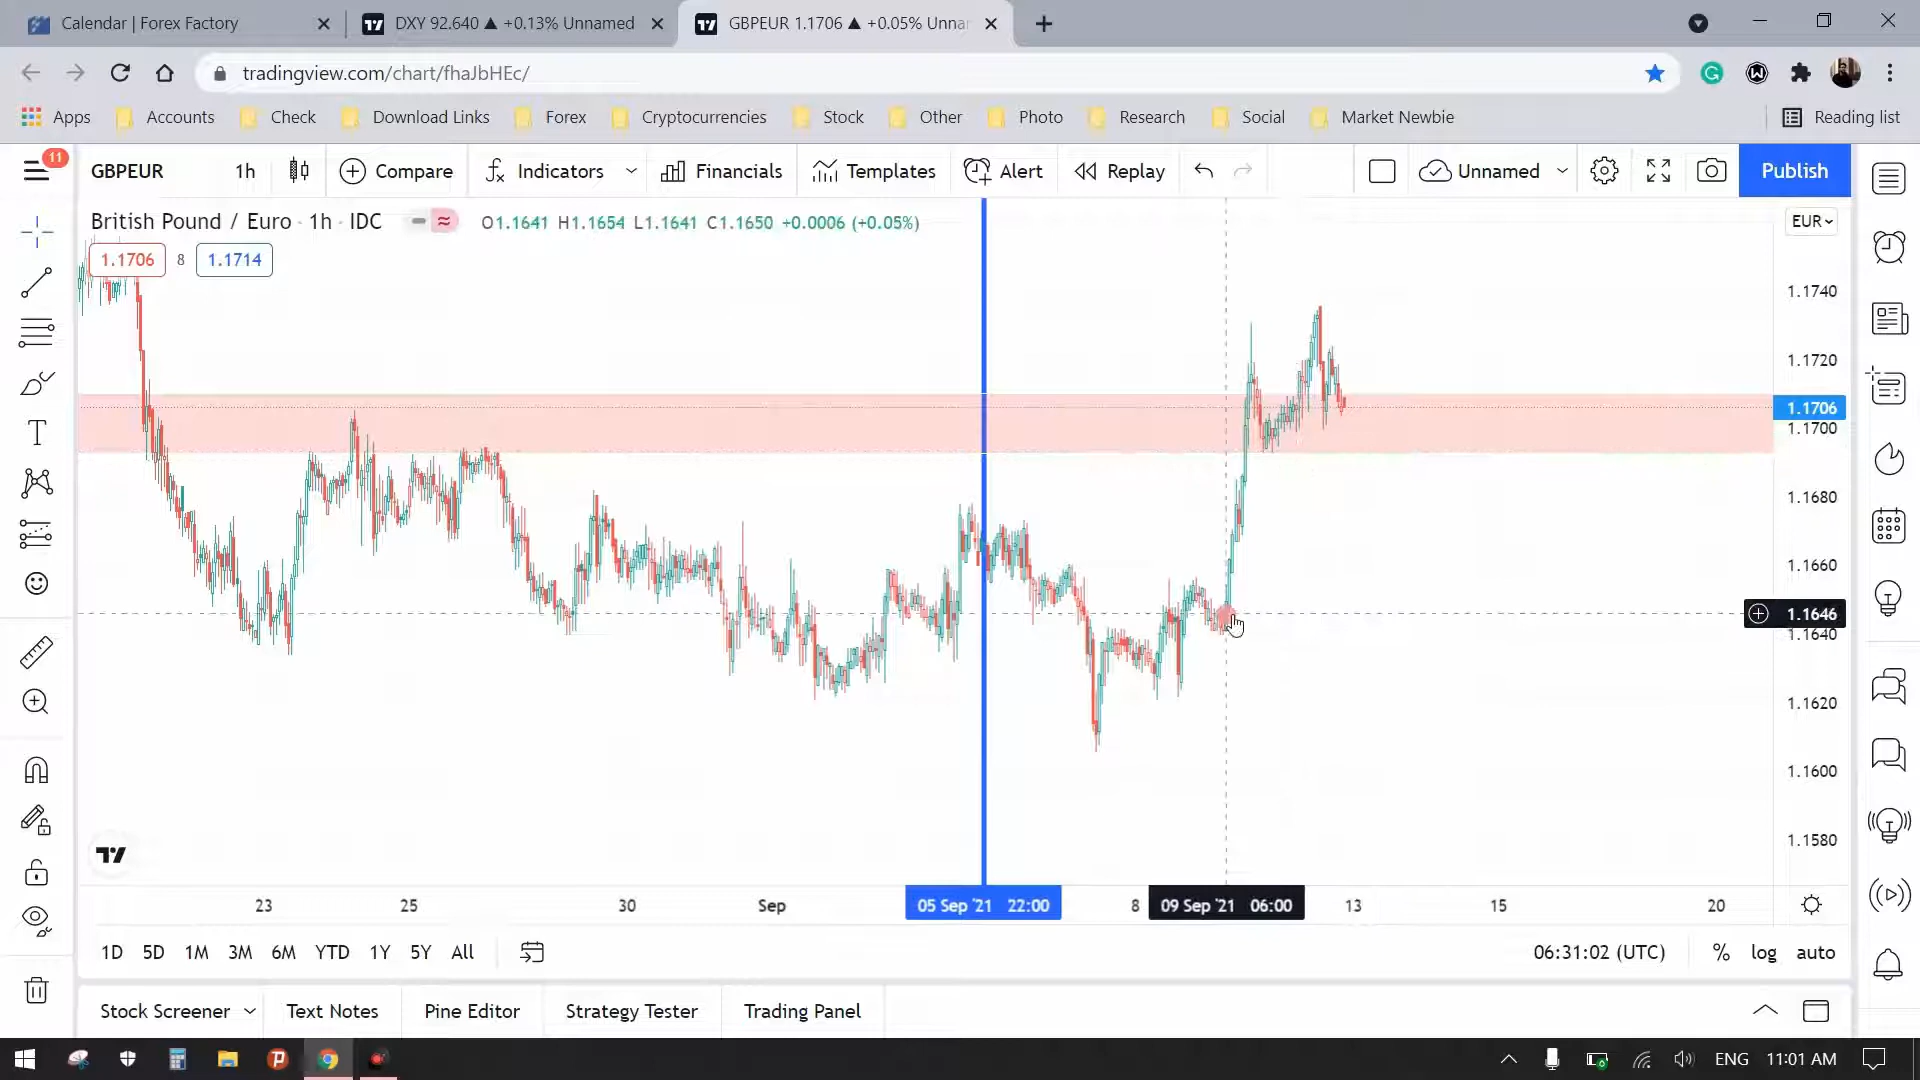 Calendar | Forex Factory
DXY 92.640 ▲ +0.13% Unnamed
GBPEUR 1.1706 ▲ +0.05% Unna
tradingview.com/chart/fhaJbHEc/
Apps Accounts Check Download Links Forex Cryptocurrencies Stock Other Photo Research Social Market Newbie Reading list
11
GBPEUR 1h Compare Indicators Financials Templates Alert Replay Unnamed Publish
British Pound / Euro · 1h · IDC O1.1641 H1.1654 L1.1641 C1.1650 +0.0006 (+0.05%) EUR
1.1706 8 1.1714
1.1740
1.1720
1.1706
1.1700
1.1680
1.1660
1.1646
1.1640
1.1620
1.1600
1.1580
23 25 30 Sep 05 Sep '21 22:00 8 09 Sep '21 06:00 13 15 20
1D 5D 1M 3M 6M YTD 1Y 5Y All 06:31:02 (UTC) % log auto
Stock Screener Text Notes Pine Editor Strategy Tester Trading Panel
ENG 11:01 AM